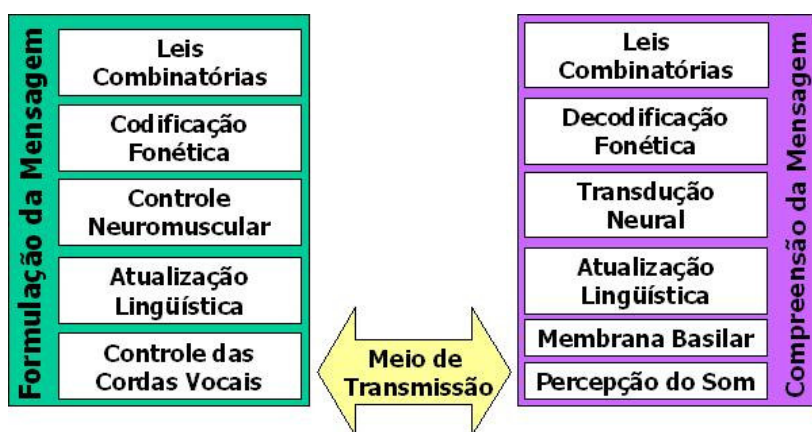 Formulação da Mensagem
Leis
Combinatórias
Codificação
Fonética
Controle
Neuromuscular
Atualização
Lingüística
Controle das
Cordas Vocais
Meio de
Transmissão
Leis
Combinatórias
Decodificação
Fonética
Transdução
Neural
Atualização
Lingüística
Membrana Basilar
Percepção do Som
Compreensão da Mensagem